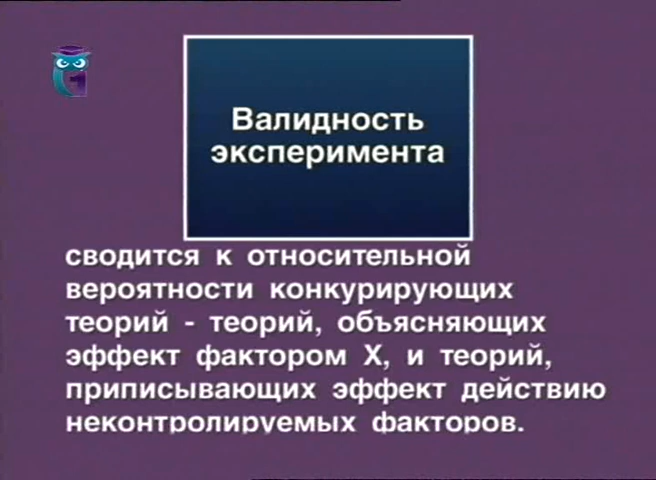 Валидность
эксперимента
сводится к относительной
вероятности конкурирующих
теорий - теорий, объясняющих
эффект фактором X, и теорий,
приписывающих эффект действию
неконтролируемых факторов.